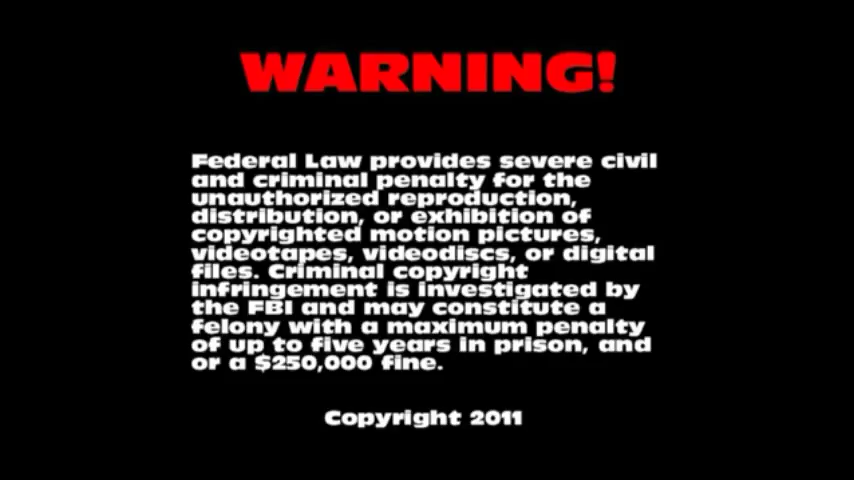 WARNING!
Federal Law provides severe civil
and criminal penalty for the
unauthorized reproduction,
distribution, or exhibition of
copyrighted motion pictures,
videotapes, videodiscs, or digital
files. Criminal copyright
infringement is investigated by
the FBI and may constitute a
felony with a maximum penalty
of up to five years in prison, and
or a $250,000 fine.
Copyright 2011